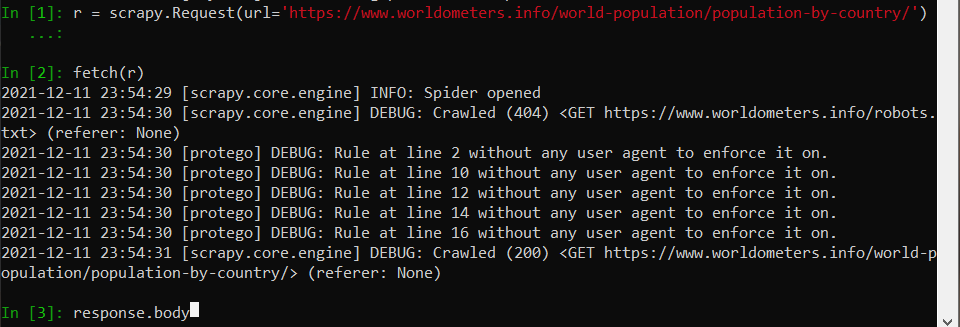 In [1]: r = scrapy.Request(url='https://www.worldometers.info/world-population/population-by-country/')
...:
In [2]: fetch(r)
2021-12-11 23:54:29 [scrapy.core.engine] INFO: Spider opened
2021-12-11 23:54:30 [scrapy.core.engine] DEBUG: Crawled (404) <GET https://www.worldometers.info/robots.
txt> (referer: None)
2021-12-11 23:54:30 [protego] DEBUG: Rule at line 2 without any user agent to enforce it on.
2021-12-11 23:54:30 [protego] DEBUG: Rule at line 10 without any user agent to enforce it on.
2021-12-11 23:54:30 [protego] DEBUG: Rule at line 12 without any user agent to enforce it on.
2021-12-11 23:54:30 [protego] DEBUG: Rule at line 14 without any user agent to enforce it on.
2021-12-11 23:54:30 [protego] DEBUG: Rule at line 16 without any user agent to enforce it on.
2021-12-11 23:54:31 [scrapy.core.engine] DEBUG: Crawled (200) <GET https://www.worldometers.info/world-p
opulation/population-by-country/> (referer: None)
In [3]: response.body